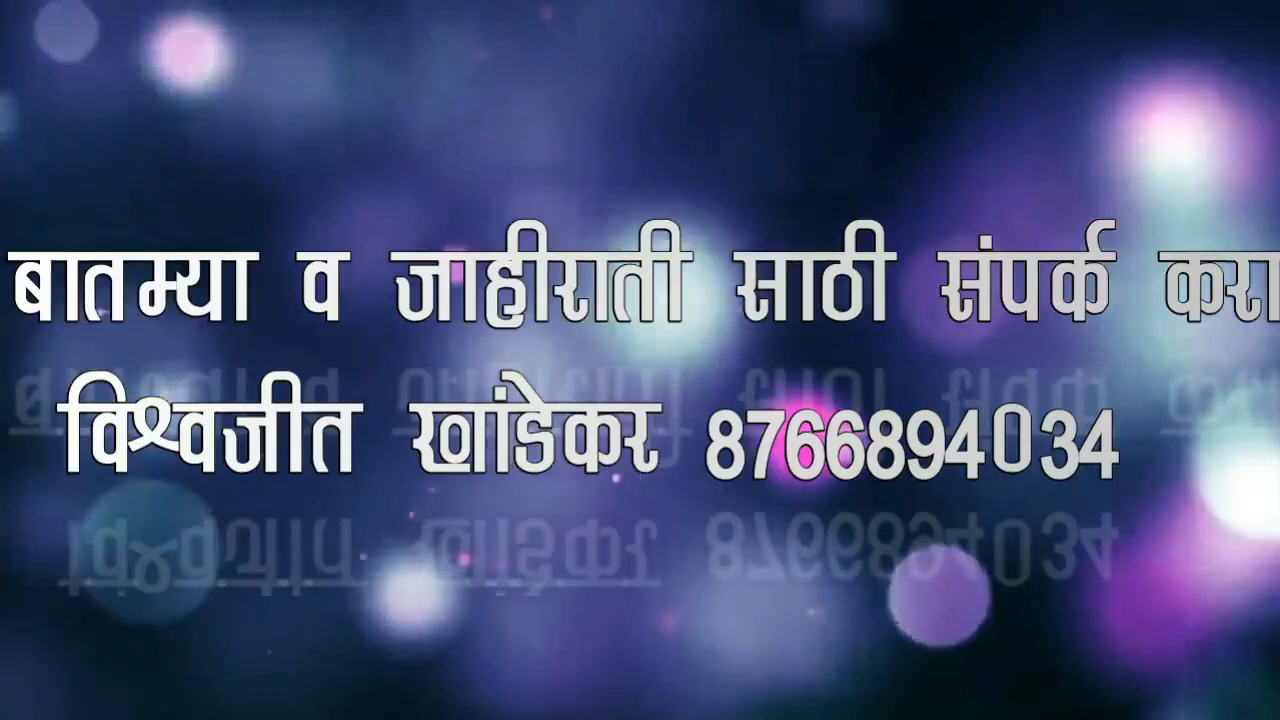 बातम्या व जाहीराती साठी संपर्क करा
विश्वजीत खांडेकर 8766894034